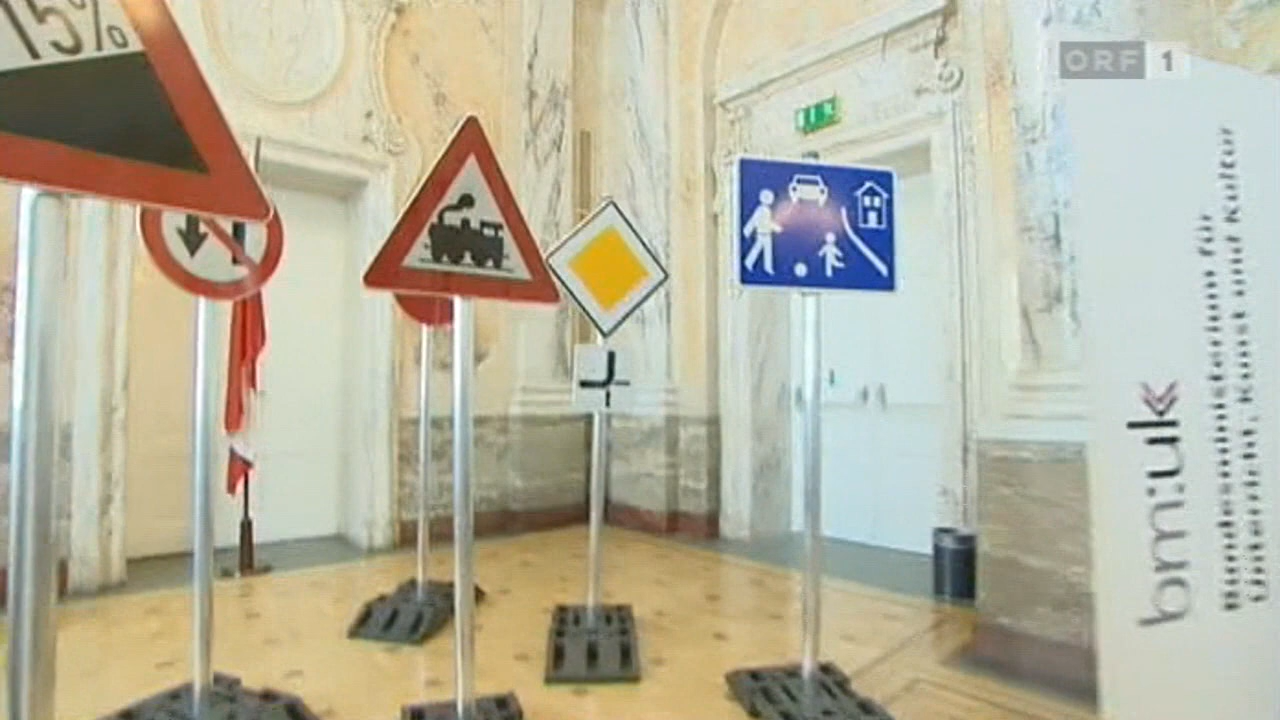 15%
ORF 1
bm:uk
Bundesministerium für
Unterricht, Kunst und Kultur